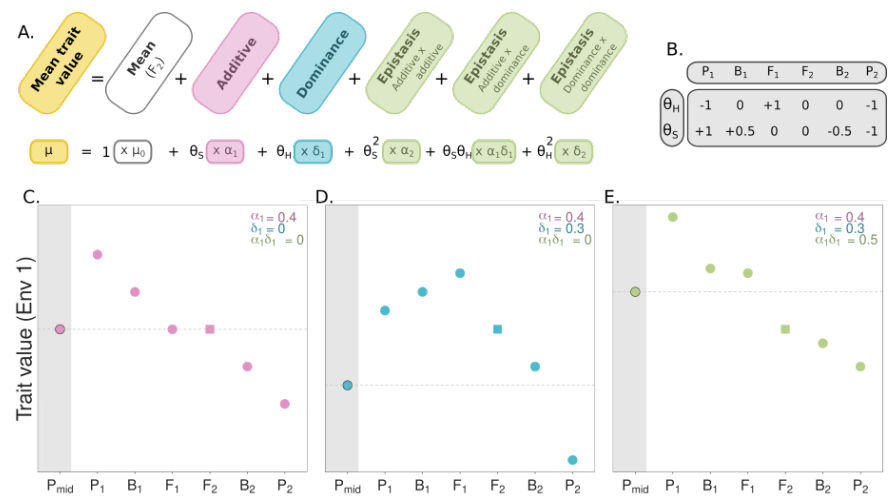 A.
Mean trait value
=
Mean (F2)
+
Additive
+
Dominance
+
Epistasis
Additive x additive
+
Epistasis
Additive x dominance
+
Epistasis
Dominance x dominance
μ = 1 x μ₀ + θS x α₁ + θH x δ₁ + θS² x α₂ + θSθH x α₁δ₁ + θH² x δ₂
B.
P₁ B₁ F₁ F₂ B₂ P₂
θH -1 0 +1 0 0 -1
θS +1 +0.5 0 0 -0.5 -1
C.
α₁ = 0.4
δ₁ = 0
α₁δ₁ = 0
D.
α₁ = 0.4
δ₁ = 0.3
α₁δ₁ = 0
E.
α₁ = 0.4
δ₁ = 0.3
α₁δ₁ = 0.5
Trait value (Env 1)
Pmid P₁ B₁ F₁ F₂ B₂ P₂
Pmid P₁ B₁ F₁ F₂ B₂ P₂
Pmid P₁ B₁ F₁ F₂ B₂ P₂